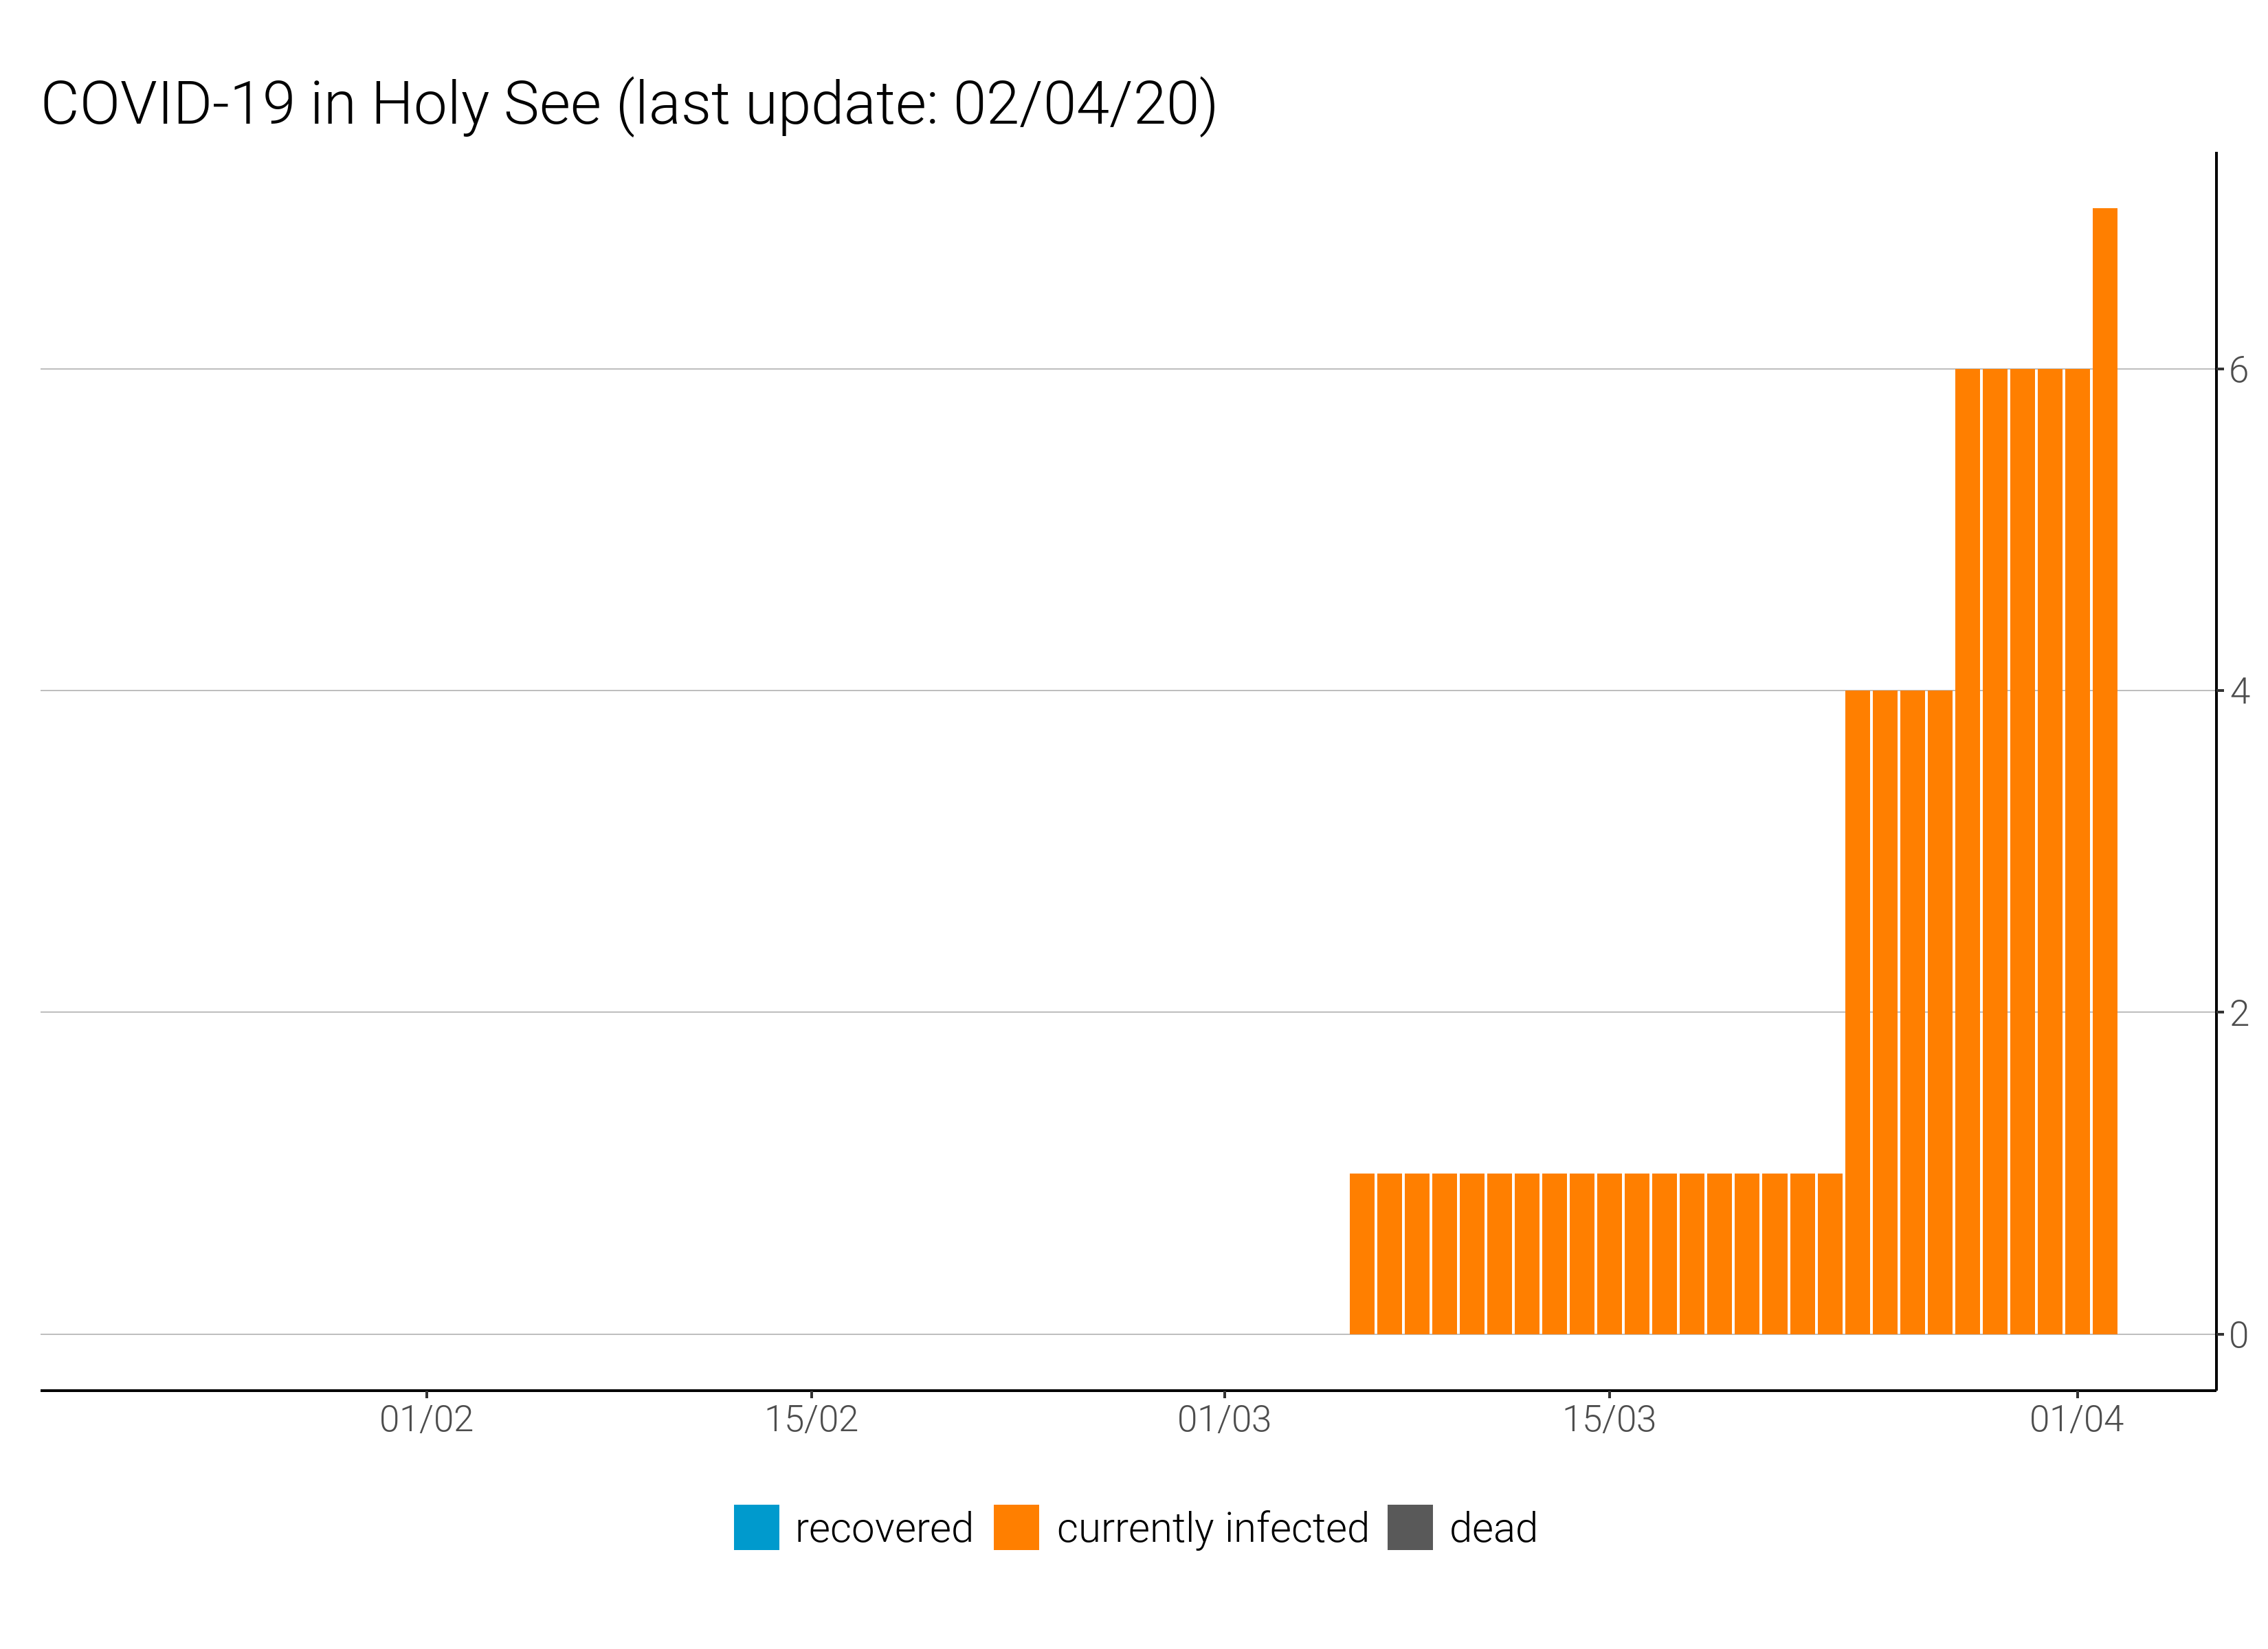 COVID-19 in Holy See (last update: 02/04/20)
6
4
2
0
01/02 15/02 01/03 15/03 01/04
recovered currently infected dead